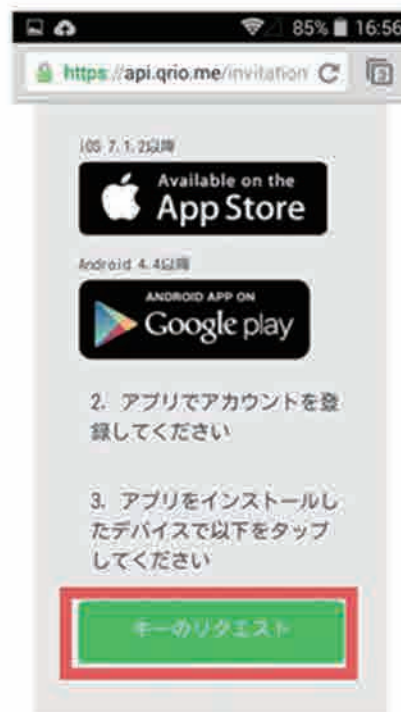 85% 16:56
https://api.qrio.me/invitation
2
iOS 7.1.2以降
Available on the
App Store
Android 4.4以降
ANDROID APP ON
Google play
2. アプリでアカウントを登
録してください
3. アプリをインストールし
たデバイスで以下をタップ
してください
キーのリクエスト